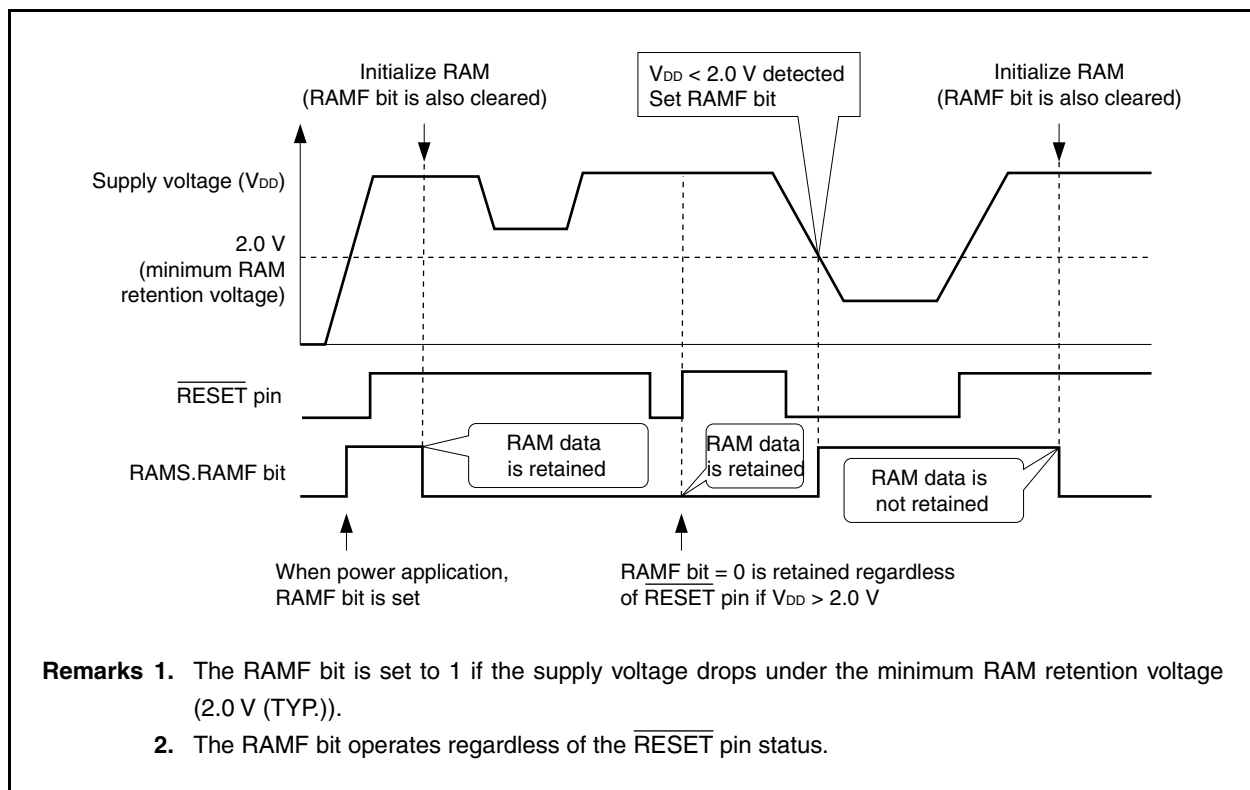 Initialize RAM
(RAMF bit is also cleared)
VDD < 2.0 V detected
Set RAMF bit
Initialize RAM
(RAMF bit is also cleared)
Supply voltage (VDD)
2.0 V
(minimum RAM
retention voltage)
RESET pin
RAMS.RAMF bit
RAM data
is retained
RAM data
is retained
RAM data is
not retained
When power application,
RAMF bit is set
RAMF bit = 0 is retained regardless
of RESET pin if VDD > 2.0 V
Remarks 1. The RAMF bit is set to 1 if the supply voltage drops under the minimum RAM retention voltage
(2.0 V (TYP.)).
2. The RAMF bit operates regardless of the RESET pin status.